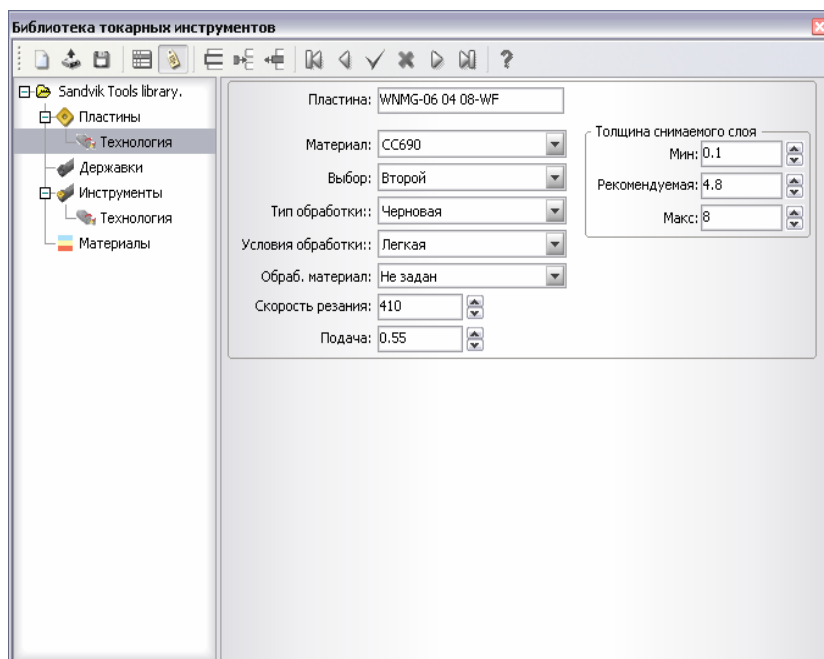 Библиотека токарных инструментов
Sandvik Tools library.
Пластины
Технология
Державки
Инструменты
Технология
Материалы
Пластина: WNMG-06 04 08-WF
Материал: CC690
Выбор: Второй
Тип обработки:: Черновая
Условия обработки:: Легкая
Обраб. материал: Не задан
Скорость резания: 410
Подача: 0.55
Толщина снимаемого слоя
Мин: 0.1
Рекомендуемая: 4.8
Макс: 8